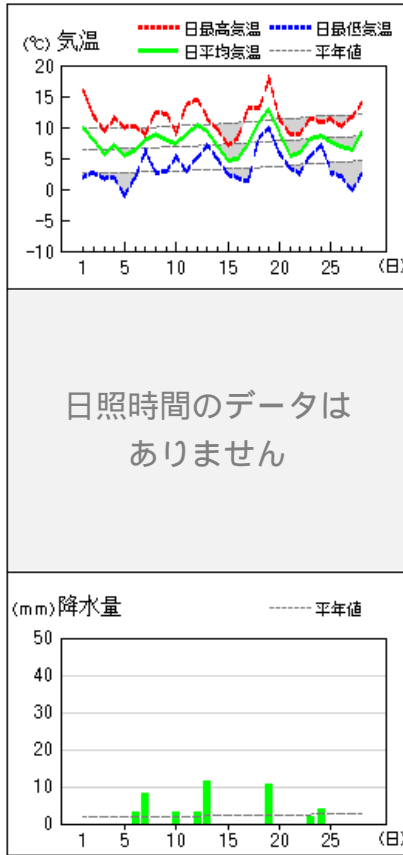 (℃) 気温
日最高気温 日最低気温
日平均気温 平年値
20
15
10
5
0
-5
-10
1 5 10 15 20 25 (日)
日照時間のデータは
ありません
(mm) 降水量 平年値
50
40
30
20
10
0
1 5 10 15 20 25 (日)